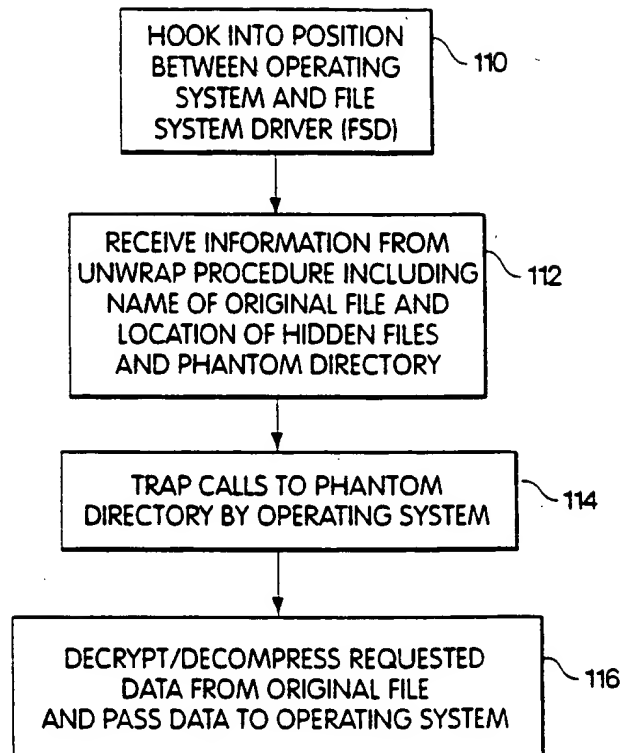 HOOK INTO POSITION
BETWEEN OPERATING
SYSTEM AND FILE
SYSTEM DRIVER (FSD)
110
RECEIVE INFORMATION FROM
UNWRAP PROCEDURE INCLUDING
NAME OF ORIGINAL FILE AND
LOCATION OF HIDDEN FILES
AND PHANTOM DIRECTORY
112
TRAP CALLS TO PHANTOM
DIRECTORY BY OPERATING SYSTEM
114
DECRYPT/DECOMPRESS REQUESTED
DATA FROM ORIGINAL FILE
AND PASS DATA TO OPERATING SYSTEM
116